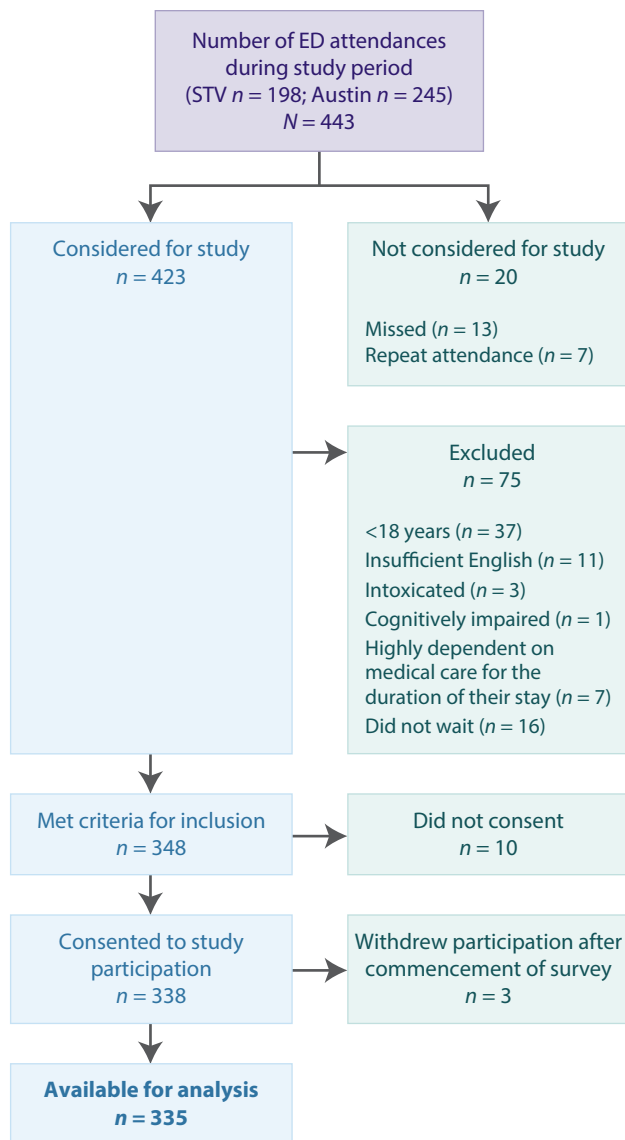 Number of ED attendances
during study period
(STV n = 198; Austin n = 245)
N = 443
Considered for study
n = 423
Not considered for study
n = 20
Missed (n = 13)
Repeat attendance (n = 7)
Excluded
n = 75
<18 years (n = 37)
Insufficient English (n = 11)
Intoxicated (n = 3)
Cognitively impaired (n = 1)
Highly dependent on
medical care for the
duration of their stay (n = 7)
Did not wait (n = 16)
Met criteria for inclusion
n = 348
Did not consent
n = 10
Consented to study
participation
n = 338
Withdrew participation after
commencement of survey
n = 3
Available for analysis
n = 335